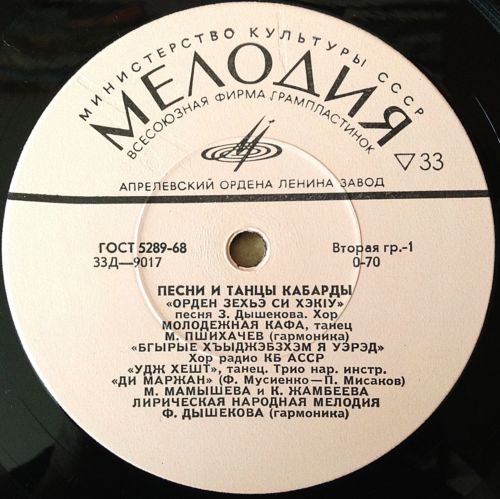 МИНИСТЕРСТВО КУЛЬТУРЫ СССР
МЕЛОДИЯ
ВСЕСОЮЗНАЯ ФИРМА ГРАМПЛАСТИНОК
▽33
АПРЕЛЕВСКИЙ ОРДЕНА ЛЕНИНА ЗАВОД
ГОСТ 5289-68
33Д—9017
Вторая гр.-1
0-70
ПЕСНИ И ТАНЦЫ КАБАРДЫ
«ОРДЕН ЗЕХЬЭ СИ ХЭКIУ»
песня З. Дышекова. Хор
МОЛОДЕЖНАЯ КАФА, танец
М. ПШИХАЧЕВ (гармоника)
«БГЫРЫЕ ХЪЫДЖЭБЗХЭМ Я УЭРЭД»
Хор радио КБ АССР
«УДЖ ХЕШТ», танец. Трио нар. инстр.
«ДИ МАРЖАН» (Ф. Мусиенко—П. Мисаков)
М. МАМЫШЕВА и К. ЖАМБЕЕВА
ЛИРИЧЕСКАЯ НАРОДНАЯ МЕЛОДИЯ
Ф. ДЫШЕКОВА (гармоника)